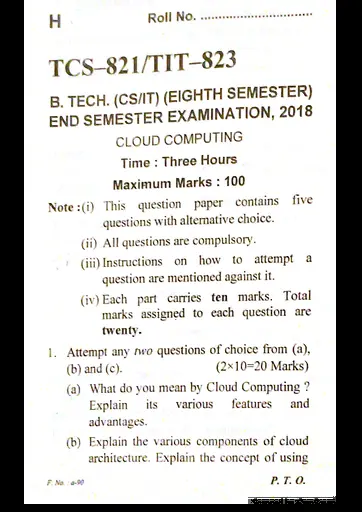 H
Roll No. ..............................
TCS–821/TIT–823
B. TECH. (CS/IT) (EIGHTH SEMESTER)
END SEMESTER EXAMINATION, 2018
CLOUD COMPUTING
Time : Three Hours
Maximum Marks : 100
Note :(i) This question paper contains five
questions with alternative choice.
(ii) All questions are compulsory.
(iii) Instructions on how to attempt a
question are mentioned against it.
(iv) Each part carries ten marks. Total
marks assigned to each question are
twenty.
1. Attempt any two questions of choice from (a),
(b) and (c). (2×10=20 Marks)
(a) What do you mean by Cloud Computing ?
Explain its various features and
advantages.
(b) Explain the various components of cloud
architecture. Explain the concept of using
F. No. : a-90 P. T. O.